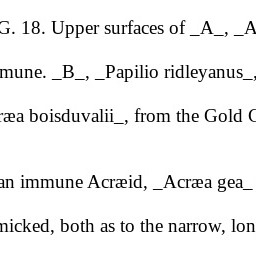 G. 18. Upper surfaces of _A_, _A
mune. _B_, _Papilio ridleyanus_,
ræa boisduvalii_, from the Gold C
an immune Acræid, _Acræa gea_
micked, both as to the narrow, lon